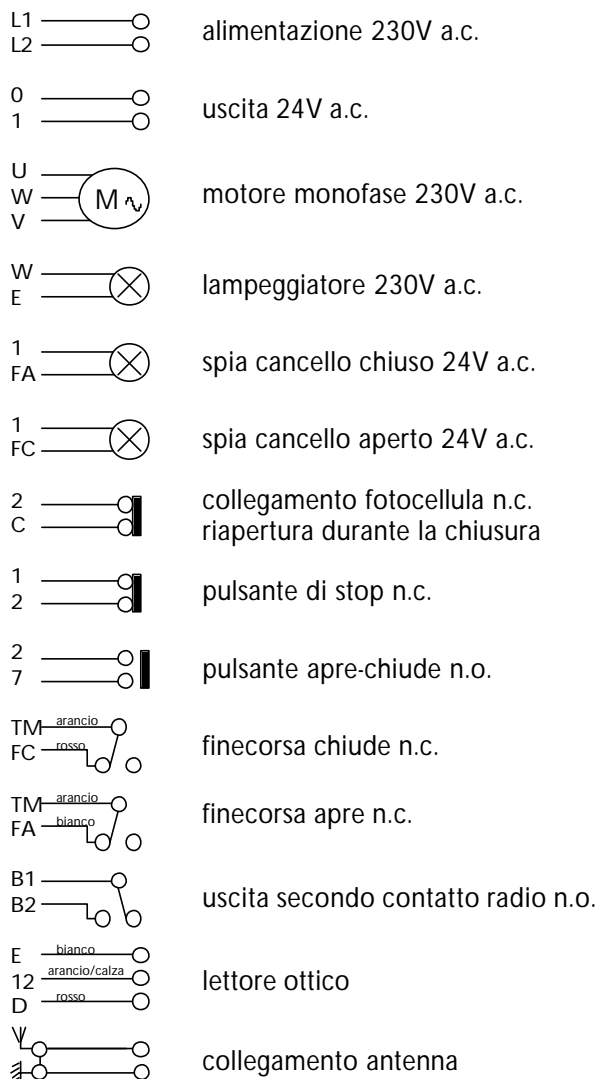 L1
L2
alimentazione 230V a.c.
0
1
uscita 24V a.c.
U
W
V
M
motore monofase 230V a.c.
W
E
lampeggiatore 230V a.c.
1
FA
spia cancello chiuso 24V a.c.
1
FC
spia cancello aperto 24V a.c.
2
C
collegamento fotocellula n.c.
riapertura durante la chiusura
1
2
pulsante di stop n.c.
2
7
pulsante apre-chiude n.o.
TM arancio
FC rosso
finecorsa chiude n.c.
TM arancio
FA bianco
finecorsa apre n.c.
B1
B2
uscita secondo contatto radio n.o.
E bianco
12 arancio/calza
D rosso
lettore ottico
collegamento antenna